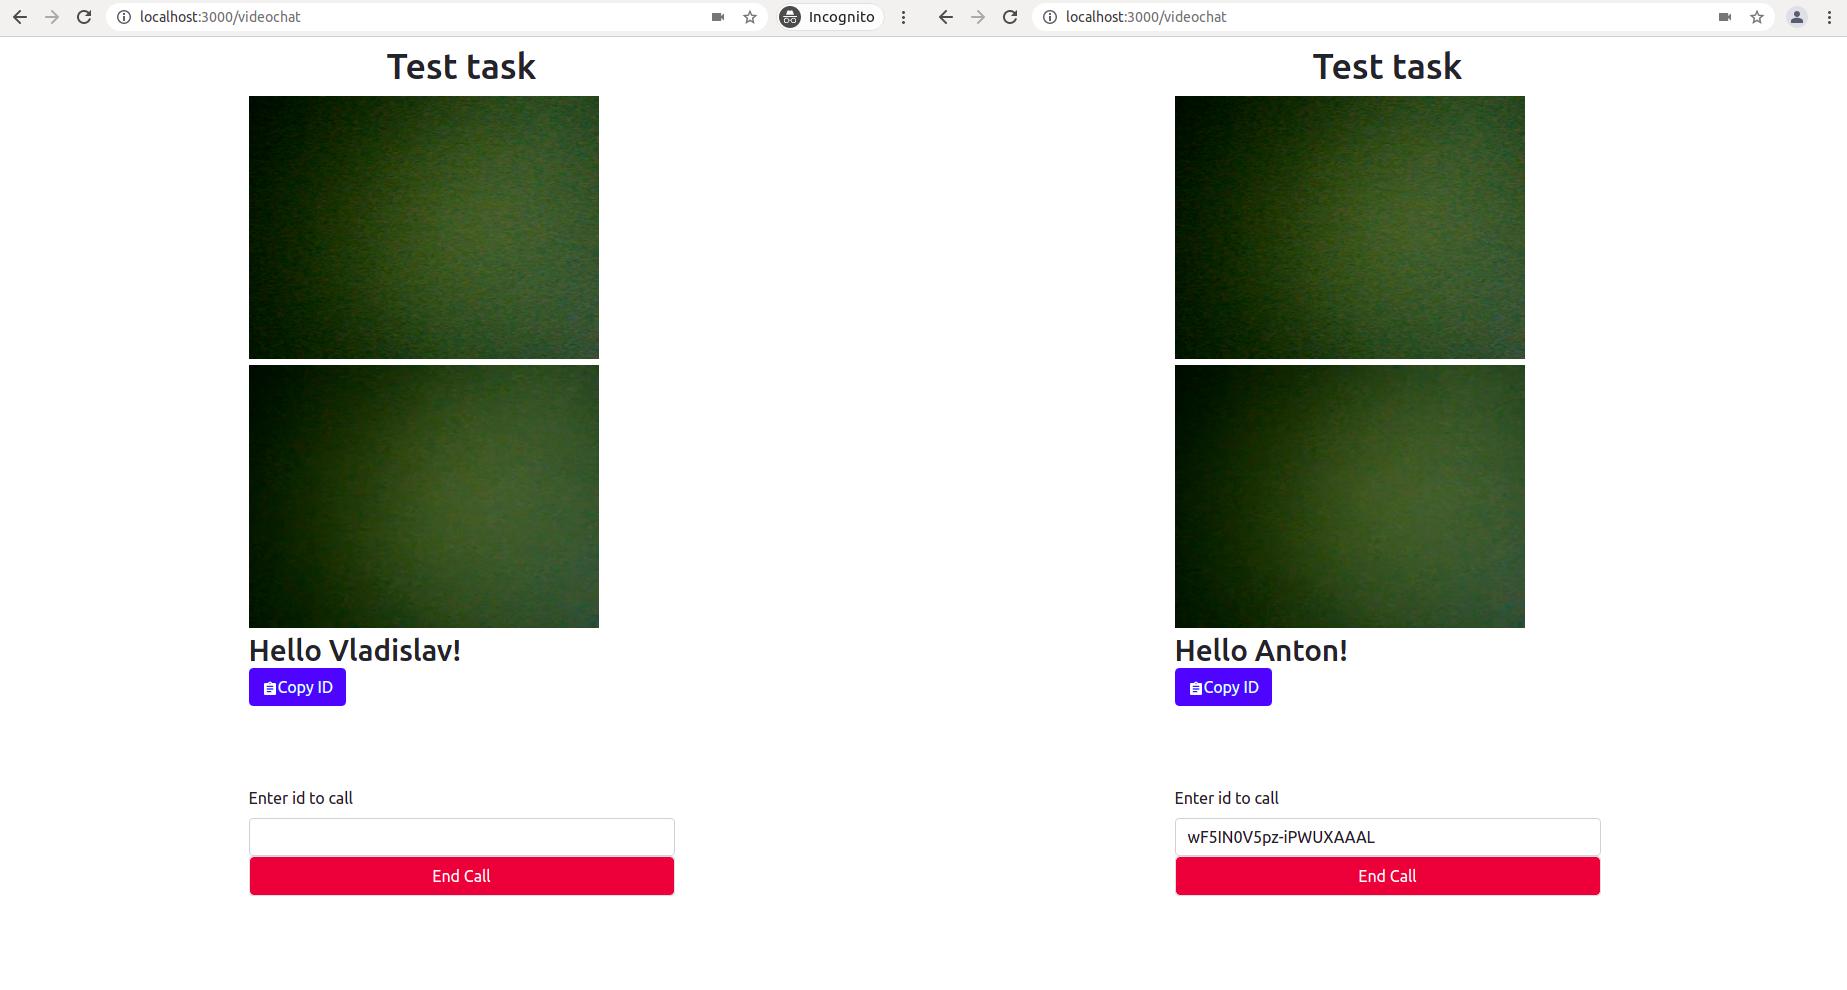 localhost:3000/videochat
Incognito
Test task
Hello Vladislav!
Copy ID
Enter id to call
End Call
localhost:3000/videochat
Test task
Hello Anton!
Copy ID
Enter id to call
wF5IN0V5pz-iPWUXAAAL
End Call